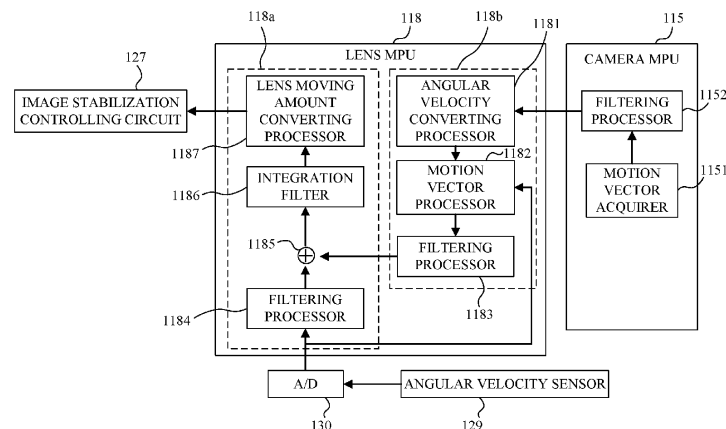 118
118a
118b
1181
115
127
LENS MPU
CAMERA MPU
IMAGE STABILIZATION
CONTROLLING CIRCUIT
LENS MOVING
AMOUNT
CONVERTING
PROCESSOR
ANGULAR
VELOCITY
CONVERTING
PROCESSOR
FILTERING
PROCESSOR
1152
1187
1182
1186
INTEGRATION
FILTER
MOTION
VECTOR
PROCESSOR
MOTION
VECTOR
ACQUIRER
1151
1185
FILTERING
PROCESSOR
1183
1184
FILTERING
PROCESSOR
A/D
ANGULAR VELOCITY SENSOR
130
129